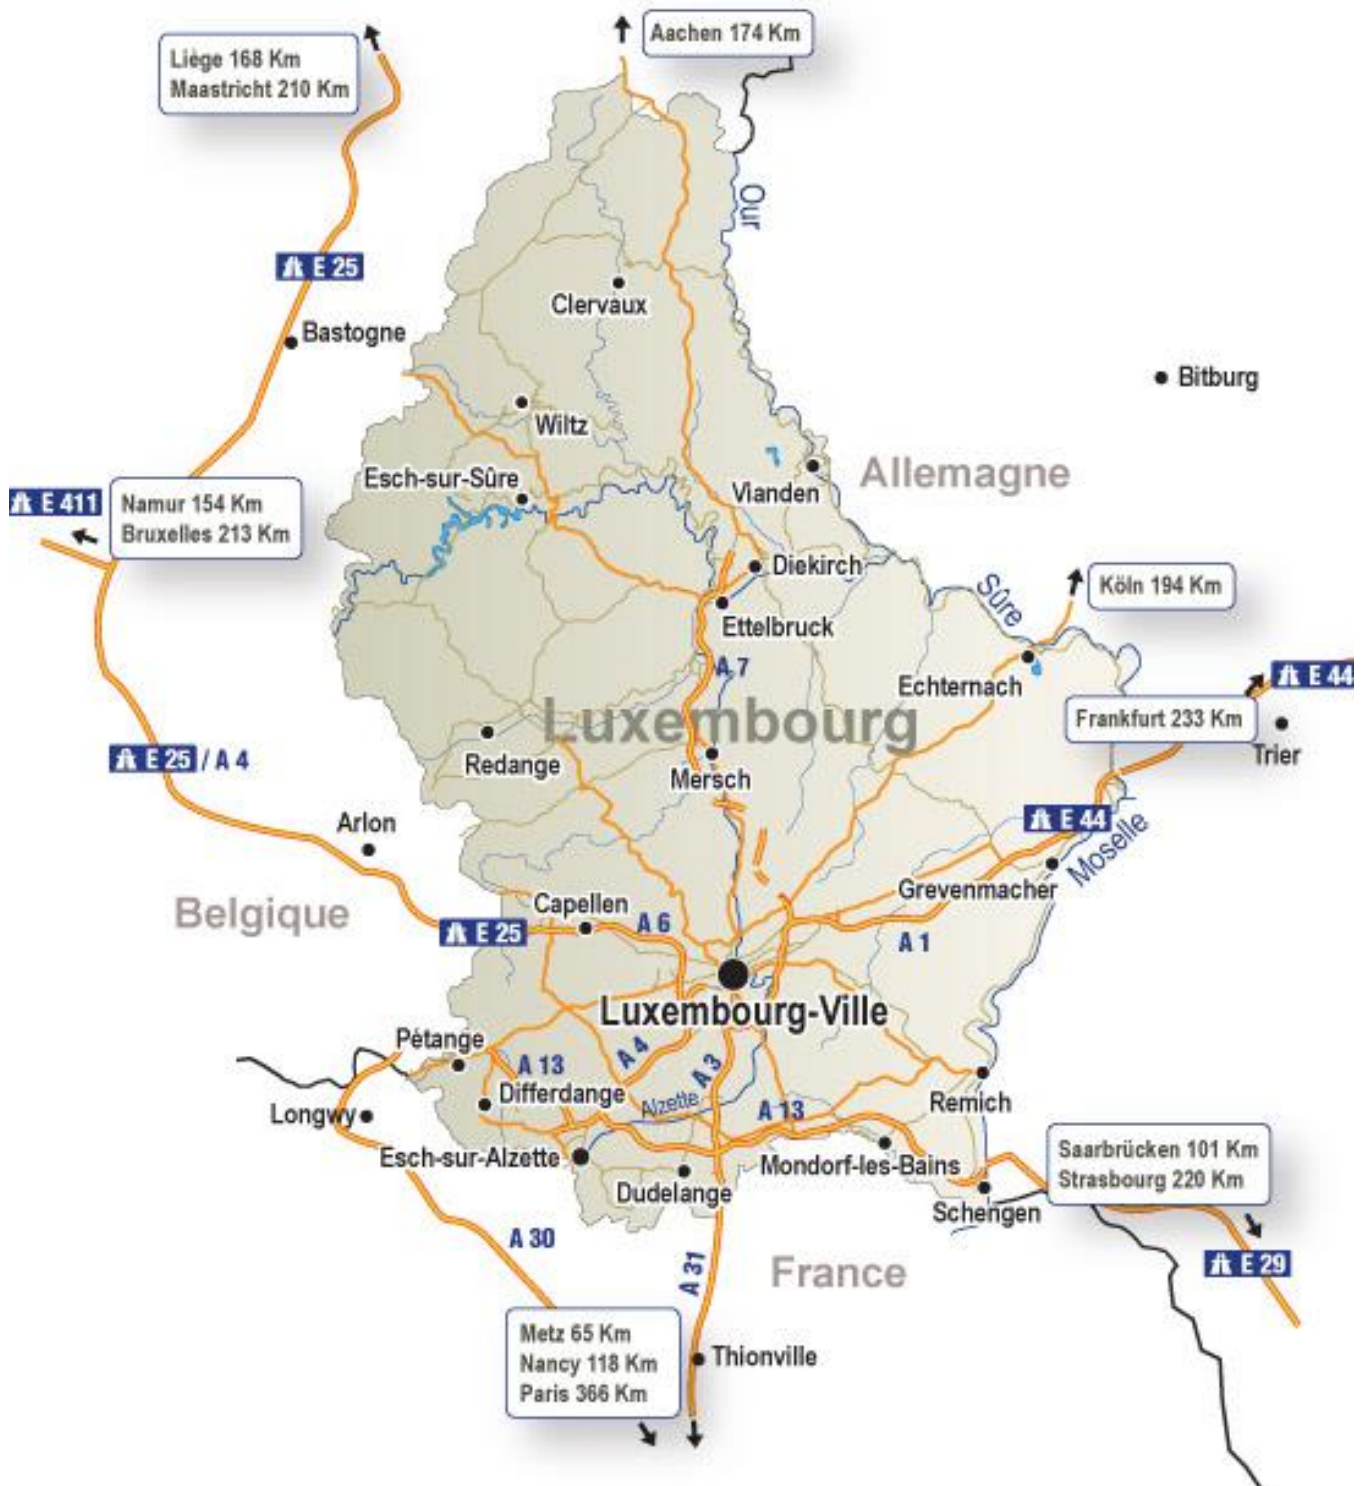 Liège 168 Km
Maastricht 210 Km
Aachen 174 Km
Our
E 25
Clervaux
Bastogne
Bitburg
Wiltz
Esch-sur-Sûre
Allemagne
Vianden
E 411
Namur 154 Km
Bruxelles 213 Km
Diekirch
Sûre
Köln 194 Km
Ettelbruck
A 7
Echternach
E 44
Luxembourg
Frankfurt 233 Km
Redange
Mersch
Trier
E 25 / A 4
Arlon
E 44
Moselle
Grevenmacher
Belgique
Capellen
A 6
E 25
A 1
Luxembourg-Ville
Pétange
A 13
A 4
A 3
Differdange
Alzette
A 13
Remich
Longwy
Esch-sur-Alzette
Mondorf-les-Bains
Saarbrücken 101 Km
Strasbourg 220 Km
Dudelange
Schengen
A 30
A 31
France
E 29
Metz 65 Km
Nancy 118 Km
Paris 366 Km
Thionville